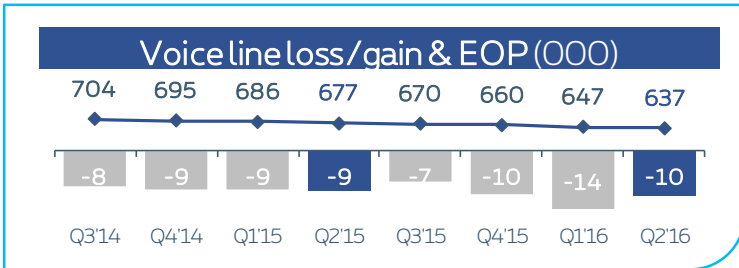 Voice line loss/gain & EOP (000)
704 695 686 677 670 660 647 637
-8 -9 -9 -9 -7 -10 -14 -10
Q3'14 Q4'14 Q1'15 Q2'15 Q3'15 Q4'15 Q1'16 Q2'16